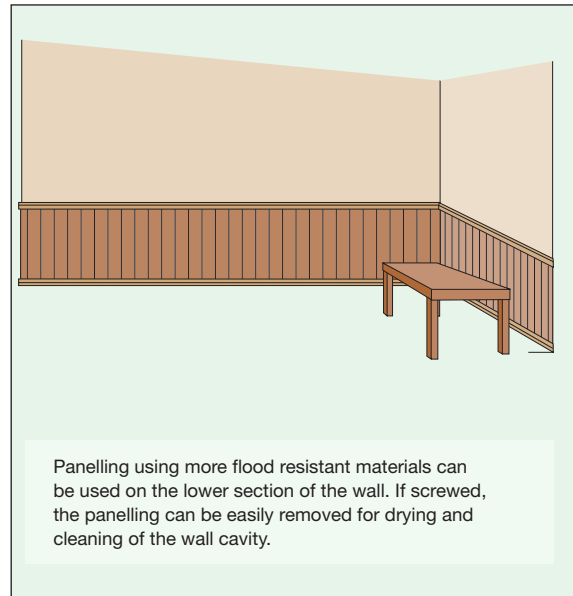 Panelling using more flood resistant materials can
be used on the lower section of the wall. If screwed,
the panelling can be easily removed for drying and
cleaning of the wall cavity.